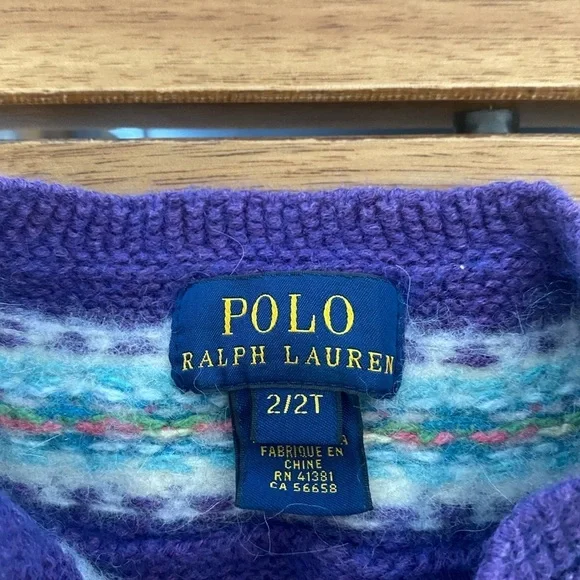 POLO
RALPH LAUREN
2/2T
A
FABRIQUE EN
CHINE
RN 41381
CA 56658